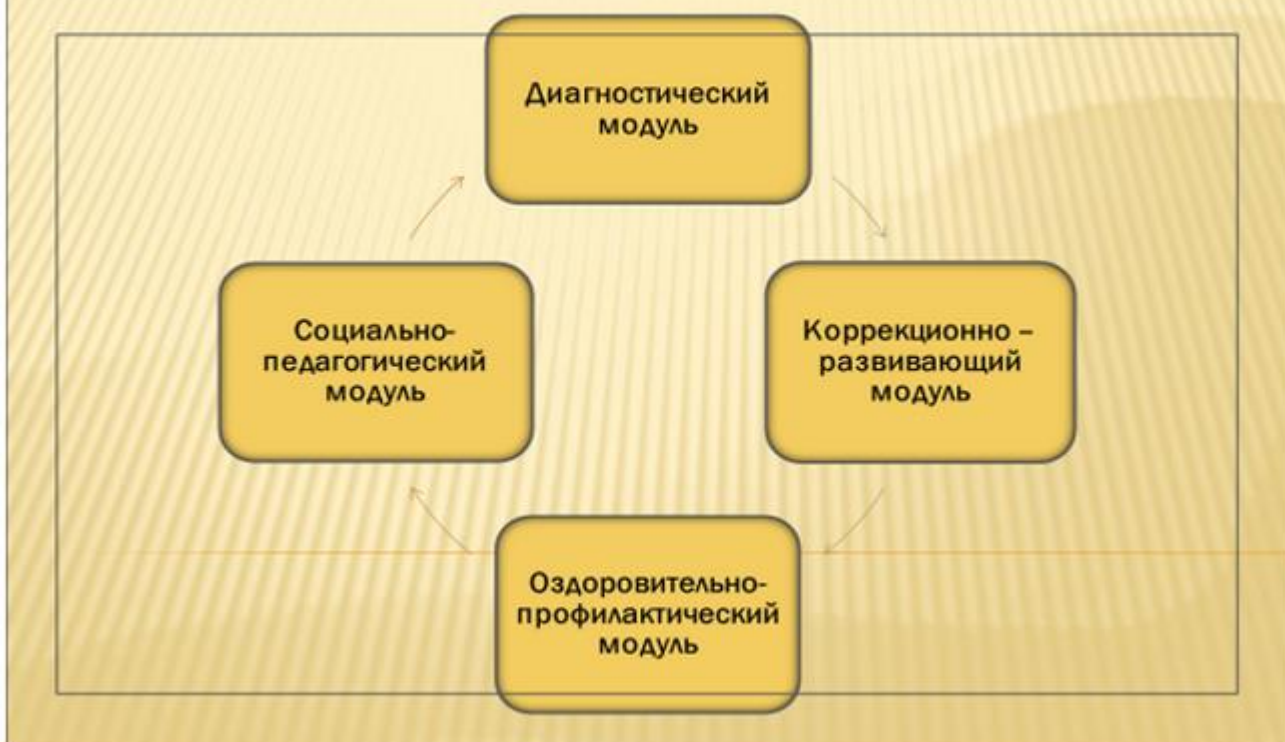 Диагностический
модуль
Социально-
педагогический
модуль
Коррекционно –
развивающий
модуль
Оздоровительно-
профилактический
модуль